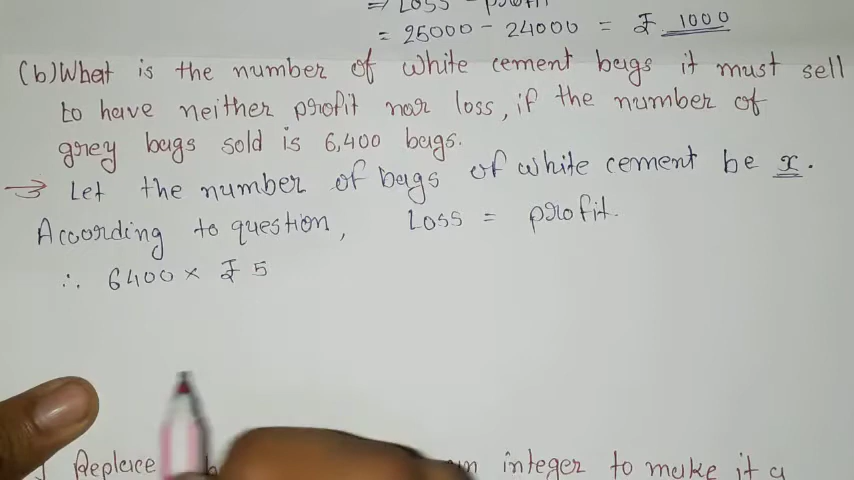 ⇒ Loss - profit
= 25000 - 24000 = ₹ 1000
(b) What is the number of white cement bags it must sell
to have neither profit nor loss, if the number of
grey bags sold is 6,400 bags.
→ Let the number of bags of white cement be x.
According to question, Loss = profit.
∴ 6400 × ₹ 5
Replace integer to make it a